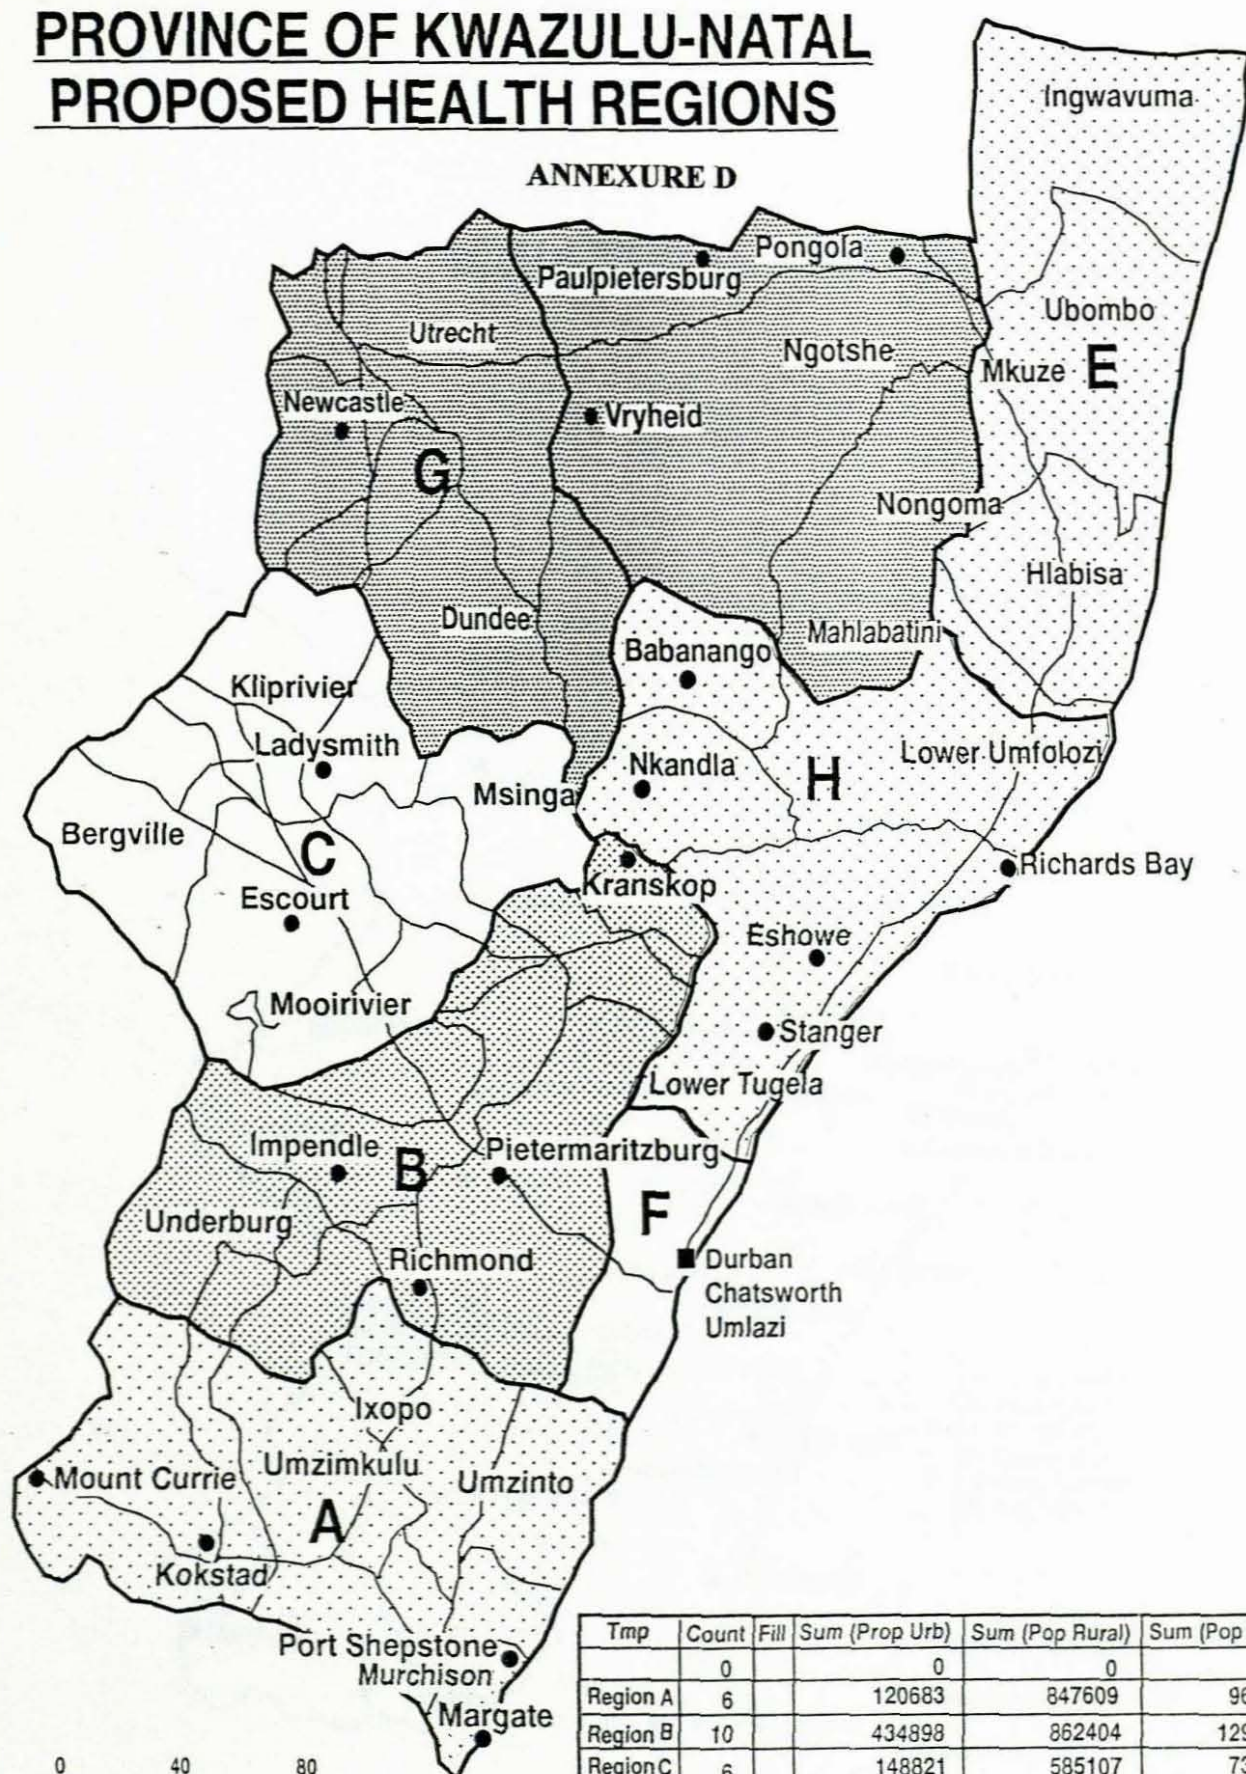 PROVINCE OF KWAZULU-NATAL
PROPOSED HEALTH REGIONS
ANNEXURE D
Ingwavuma
Pongola
Paulpietersburg
Ubombo
Utrecht
Ngotshe
Mkuze E
Newcastle
Vryheid
G
Nongoma
Hlabisa
Dundee
Mahlabatini
Babanango
Kliprivier
Ladysmith
Lower Umfolozi
Nkandla
H
Msinga
Bergville
C
Richards Bay
Kranskop
Escourt
Eshowe
Mooirivier
Stanger
Lower Tugela
Impendle
B
Pietermaritzburg
F
Underburg
Richmond
Durban
Chatsworth
Umlazi
Ixopo
Umzimkulu
Mount Currie
Umzinto
A
Kokstad
Port Shepstone
Murchison
Margate
0 40 80
Tmp Count Fill Sum (Prop Urb) Sum (Pop Rural) Sum (Pop
0 0 0
Region A 6 120683 847609 96
Region B 10 434898 862404 129
Region C 6 148821 585107 73